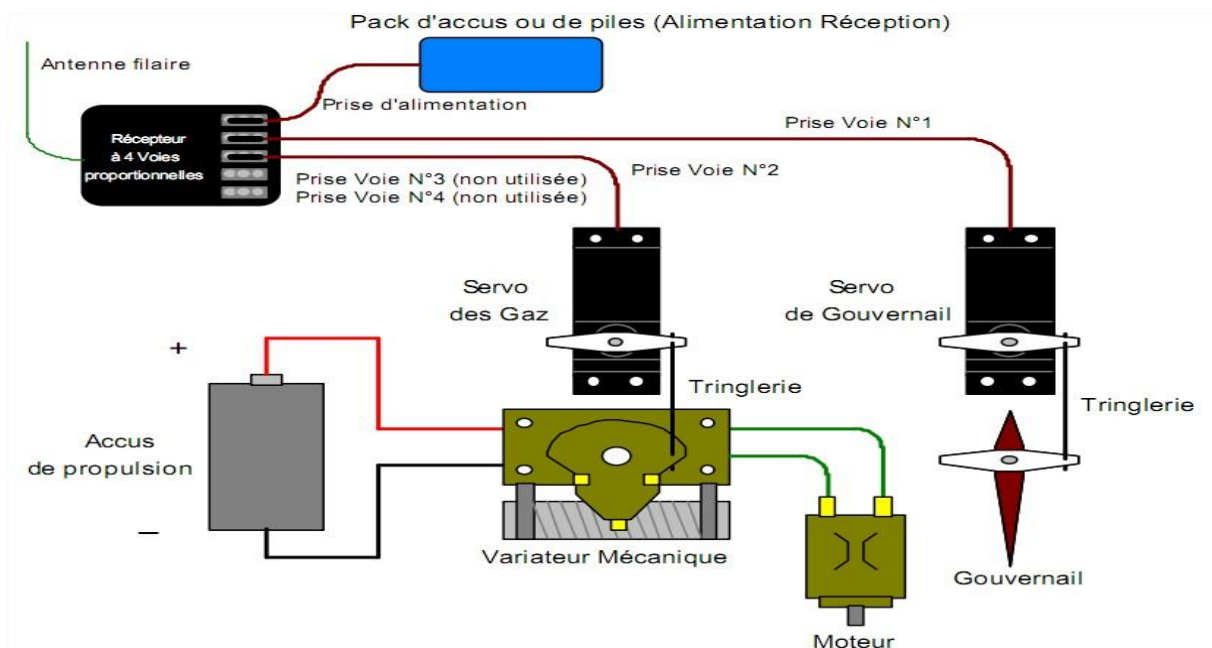 Pack d'accus ou de piles (Alimentation Réception)
Antenne filaire
Prise d'alimentation
Récepteur
à 4 Voies
proportionnelles
Prise Voie N°1
Prise Voie N°2
Prise Voie N°3 (non utilisée)
Prise Voie N°4 (non utilisée)
Servo
des Gaz
Servo
de Gouvernail
+
Tringlerie
Tringlerie
Accus
de propulsion
–
Variateur Mécanique
Gouvernail
Moteur